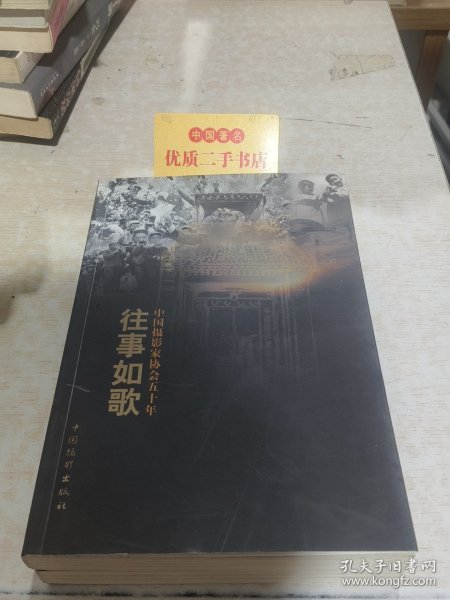 中国著名
优质二手书店
往事如歌
中国摄影家协会五十年
中国摄影出版社
孔夫子旧书网
www.kongfz.com